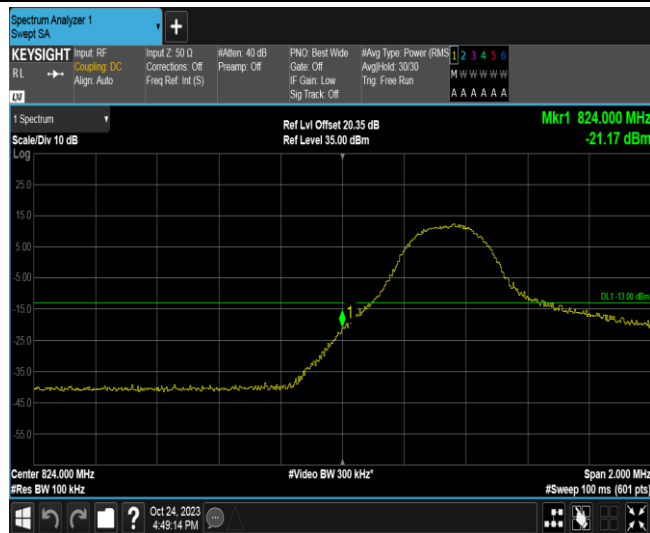 Spectrum Analyzer 1
Swept SA
+
KEYSIGHT
RL
LXI
Input: RF
Coupling: DC
Align: Auto
Input Z: 50 Ω
Corrections: Off
Freq Ref: Int (S)
#Atten: 40 dB
Preamp: Off
PNO: Best Wide
Gate: Off
IF Gain: Low
Sig Track: Off
#Avg Type: Power (RMS
Avg|Hold: 30/30
Trig: Free Run
1 2 3 4 5 6
M W W W W W
A A A A A A
1 Spectrum
Scale/Div 10 dB
Log
Ref Lvl Offset 20.35 dB
Ref Level 35.00 dBm
Mkr1 824.000 MHz
-21.17 dBm
25.0
15.0
5.00
-5.00
-15.0
-25.0
-35.0
-45.0
-55.0
DL1 -13.00 dBm
1
Center 824.000 MHz
#Res BW 100 kHz
#Video BW 300 kHz*
Span 2.000 MHz
#Sweep 100 ms (601 pts)
?
Oct 24, 2023
4:49:14 PM